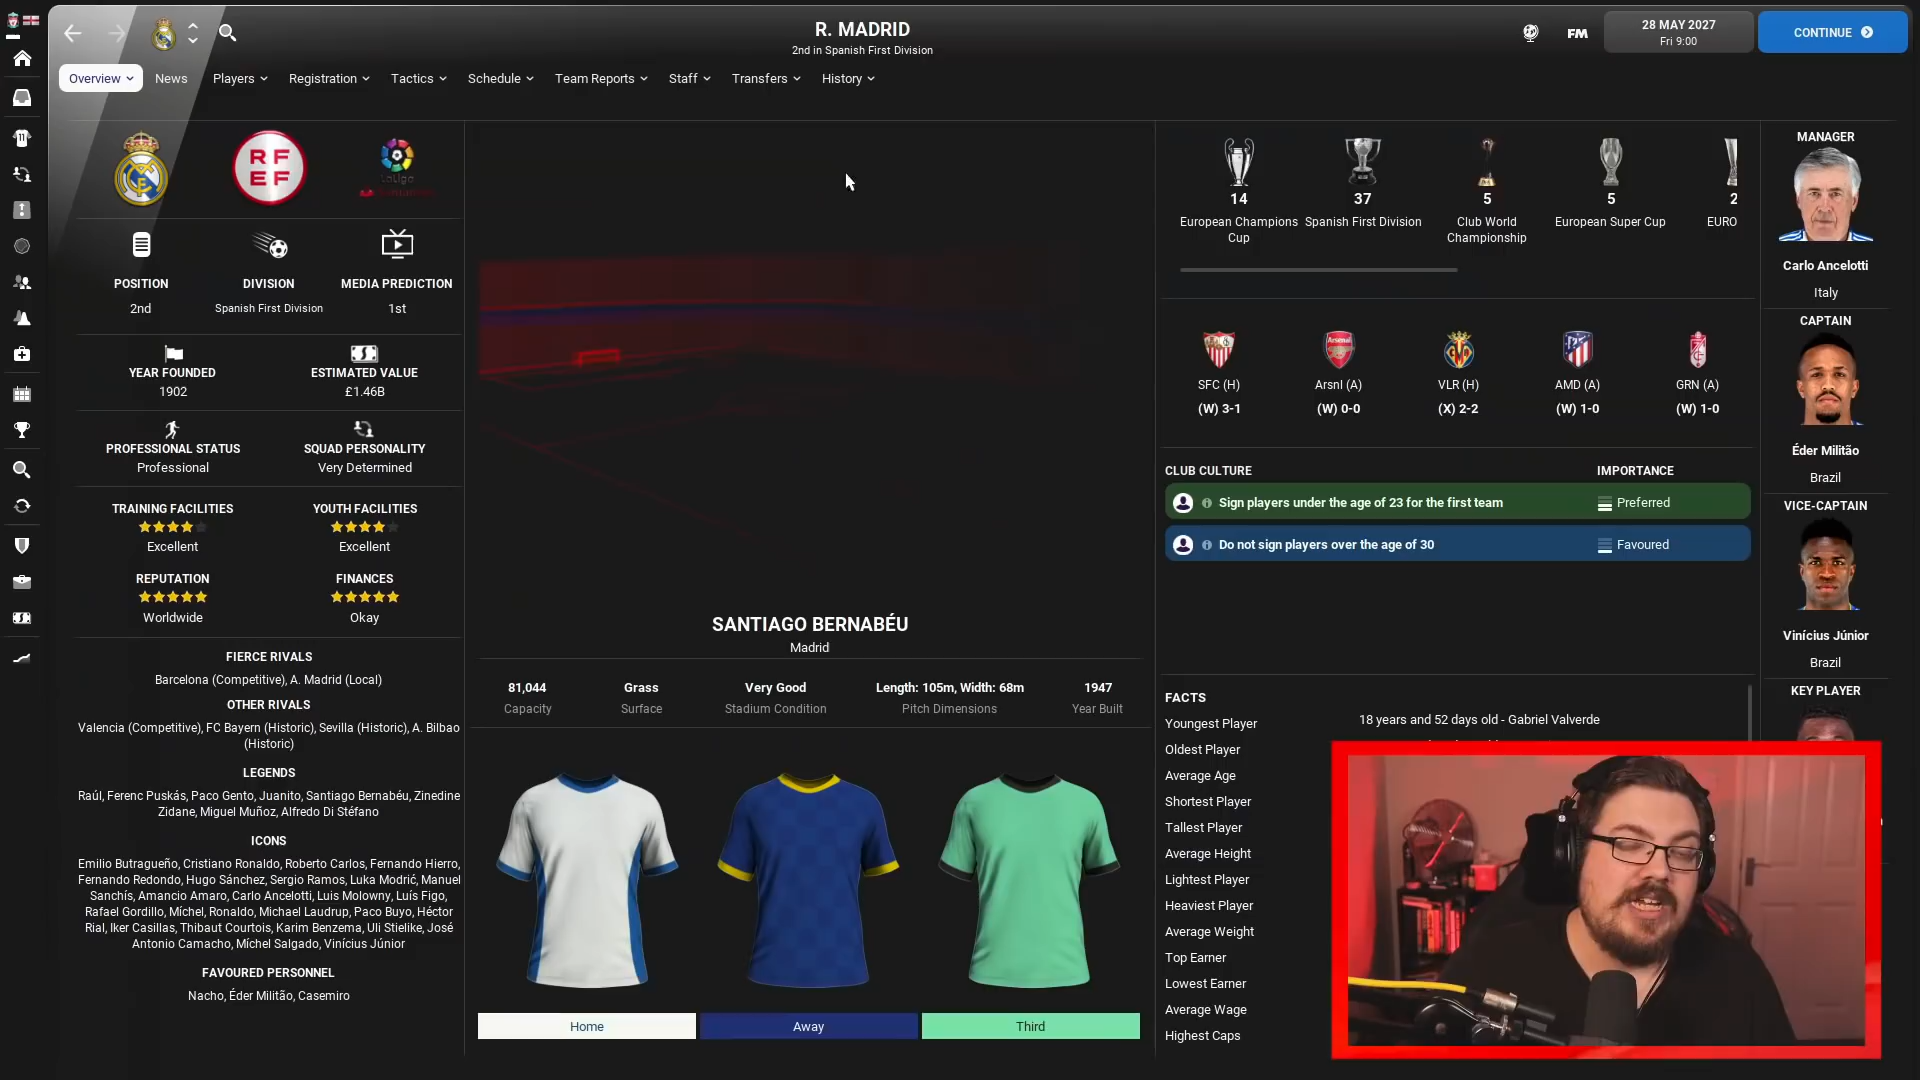 R. MADRID
2nd in Spanish First Division
FM
28 MAY 2027
Fri 9:00
CONTINUE
Overview
News
Players
Registration
Tactics
Schedule
Team Reports
Staff
Transfers
History
RF
EF
LaLiga
POSITION
2nd
DIVISION
Spanish First Division
MEDIA PREDICTION
1st
YEAR FOUNDED
1902
ESTIMATED VALUE
£1.46B
PROFESSIONAL STATUS
Professional
SQUAD PERSONALITY
Very Determined
TRAINING FACILITIES
Excellent
YOUTH FACILITIES
Excellent
REPUTATION
Worldwide
FINANCES
Okay
FIERCE RIVALS
Barcelona (Competitive), A. Madrid (Local)
OTHER RIVALS
Valencia (Competitive), FC Bayern (Historic), Sevilla (Historic), A. Bilbao
(Historic)
LEGENDS
Raúl, Ferenc Puskás, Paco Gento, Juanito, Santiago Bernabéu, Zinedine
Zidane, Miguel Muñoz, Alfredo Di Stéfano
ICONS
Emilio Butragueño, Cristiano Ronaldo, Roberto Carlos, Fernando Hierro,
Fernando Redondo, Hugo Sánchez, Sergio Ramos, Luka Modrić, Manuel
Sanchís, Amancio Amaro, Carlo Ancelotti, Luis Molowny, Luís Figo,
Rafael Gordillo, Míchel, Ronaldo, Michael Laudrup, Paco Buyo, Héctor
Rial, Iker Casillas, Thibaut Courtois, Karim Benzema, Uli Stielike, José
Antonio Camacho, Míchel Salgado, Vinícius Júnior
FAVOURED PERSONNEL
Nacho, Éder Militão, Casemiro
SANTIAGO BERNABÉU
Madrid
81,044
Capacity
Grass
Surface
Very Good
Stadium Condition
Length: 105m, Width: 68m
Pitch Dimensions
1947
Year Built
Home
Away
Third
14
European Champions
Cup
37
Spanish First Division
5
Club World
Championship
5
European Super Cup
2
EURO
Arsenal
SFC (H)
(W) 3-1
Arsnl (A)
(W) 0-0
VLR (H)
(X) 2-2
AMD (A)
(W) 1-0
GRN (A)
(W) 1-0
CLUB CULTURE
IMPORTANCE
Sign players under the age of 23 for the first team
Preferred
Do not sign players over the age of 30
Favoured
FACTS
Youngest Player
18 years and 52 days old - Gabriel Valverde
Oldest Player
Average Age
Shortest Player
Tallest Player
Average Height
Lightest Player
Heaviest Player
Average Weight
Top Earner
Lowest Earner
Average Wage
Highest Caps
MANAGER
Carlo Ancelotti
Italy
CAPTAIN
Éder Militão
Brazil
VICE-CAPTAIN
Vinícius Júnior
Brazil
KEY PLAYER